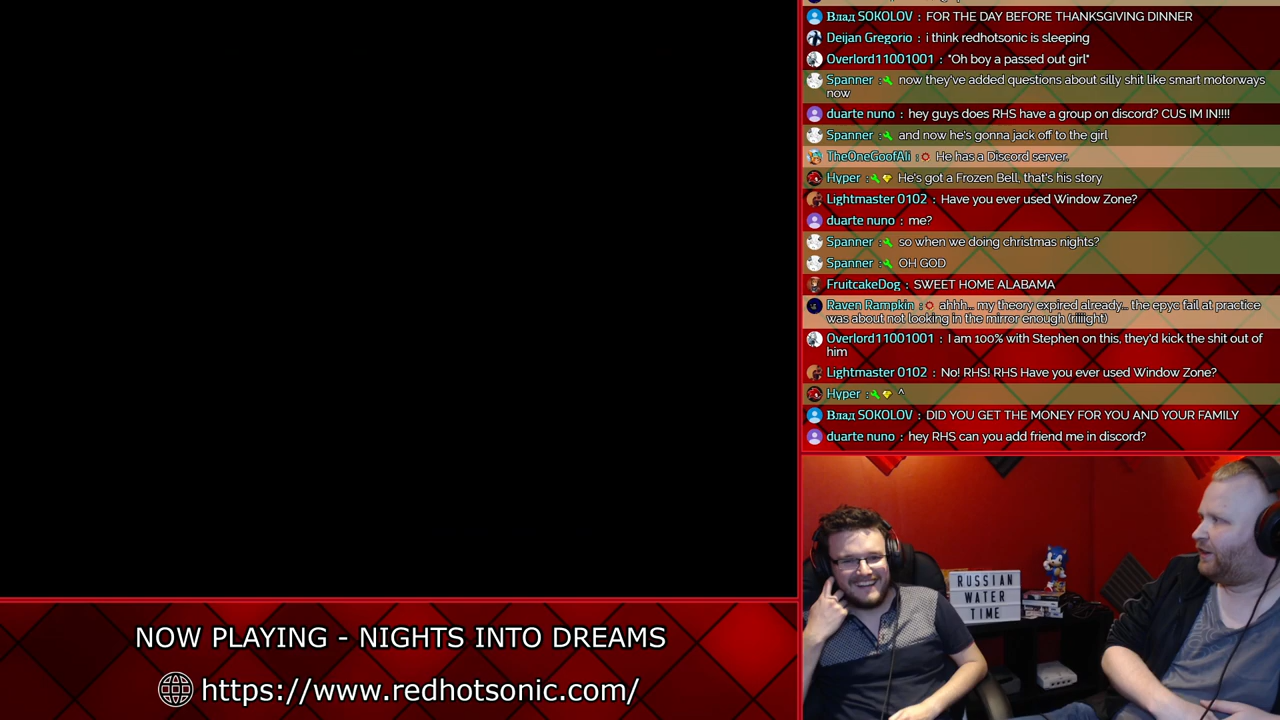 Влад SOKOLOV : FOR THE DAY BEFORE THANKSGIVING DINNER
Deijan Gregorio : i think redhotsonic is sleeping
Overlord11001001 : "Oh boy a passed out girl"
Spanner : now they've added questions about silly shit like smart motorways
now
duarte nuno : hey guys does RHS have a group on discord? CUS IM IN!!!!
Spanner : and now he's gonna jack off to the girl
TheOneGoofAli : He has a Discord server.
Hyper : He's got a Frozen Bell, that's his story
Lightmaster 0102 : Have you ever used Window Zone?
duarte nuno : me?
Spanner : so when we doing christmas nights?
Spanner : OH GOD
FruitcakeDog : SWEET HOME ALABAMA
Raven Rampkin : ahhh... my theory expired already... the epyc fail at practice
was about not looking in the mirror enough (riiiight)
Overlord11001001 : I am 100% with Stephen on this, they'd kick the shit out of
him
Lightmaster 0102 : No! RHS! RHS Have you ever used Window Zone?
Hyper : ^
Влад SOKOLOV : DID YOU GET THE MONEY FOR YOU AND YOUR FAMILY
duarte nuno : hey RHS can you add friend me in discord?
RUSSIAN
WATER
TIME
NOW PLAYING - NIGHTS INTO DREAMS
https://www.redhotsonic.com/